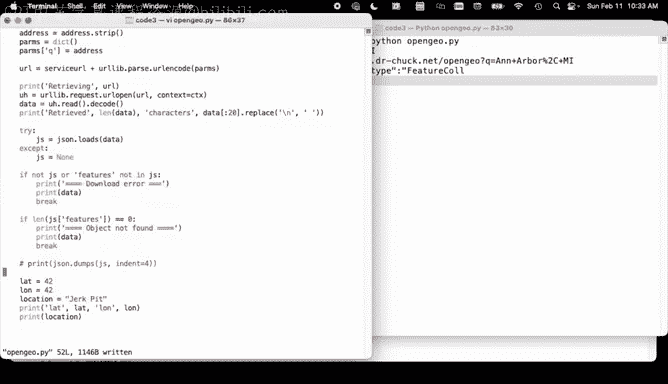 Terminal Shell Edit View Window Help
Sun Feb 11 10:33 AM
code3 — vi opengeo.py — 86×37
address = address.strip()
parms = dict()
parms['q'] = address
url = serviceurl + urllib.parse.urlencode(parms)
print('Retrieving', url)
uh = urllib.request.urlopen(url, context=ctx)
data = uh.read().decode()
print('Retrieved', len(data), 'characters', data[:20].replace('\n', ' '))
try:
js = json.loads(data)
except:
js = None
if not js or 'features' not in js:
print('==== Download error ===')
print(data)
break
if len(js['features']) == 0:
print('==== Object not found ====')
print(data)
break
# print(json.dumps(js, indent=4))
lat = 42
lon = 42
location = "Jerk Pit"
print('lat', lat, 'lon', lon)
print(location)
"opengeo.py" 52L, 1146B written
code3 — Python opengeo.py — 83×30
python opengeo.py
I
.dr-chuck.net/opengeo?q=Ann+Arbor%2C+MI
type":"FeatureColl